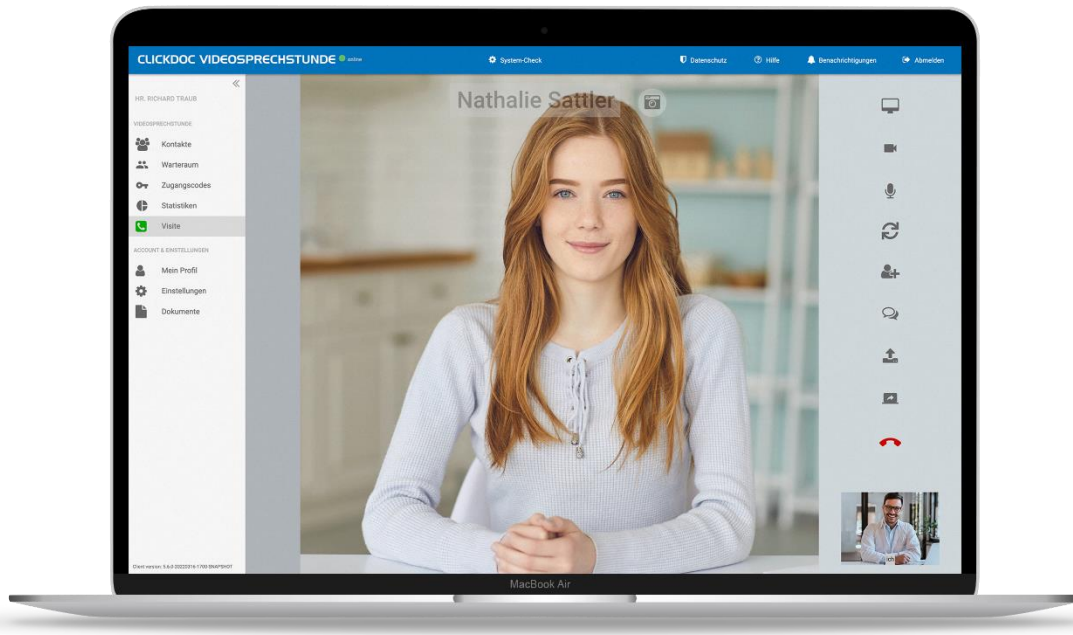 CLICKDOC VIDEOSPRECHSTUNDE online System-Check Datenschutz Hilfe Benachrichtigungen Abmelden
HR. RICHARD TRAUB
VIDEOSPRECHSTUNDE
Kontakte
Warteraum
Zugangscodes
Statistiken
Visite
ACCOUNT & EINSTELLUNGEN
Mein Profil
Einstellungen
Dokumente
Nathalie Sattler
Ich
MacBook Air